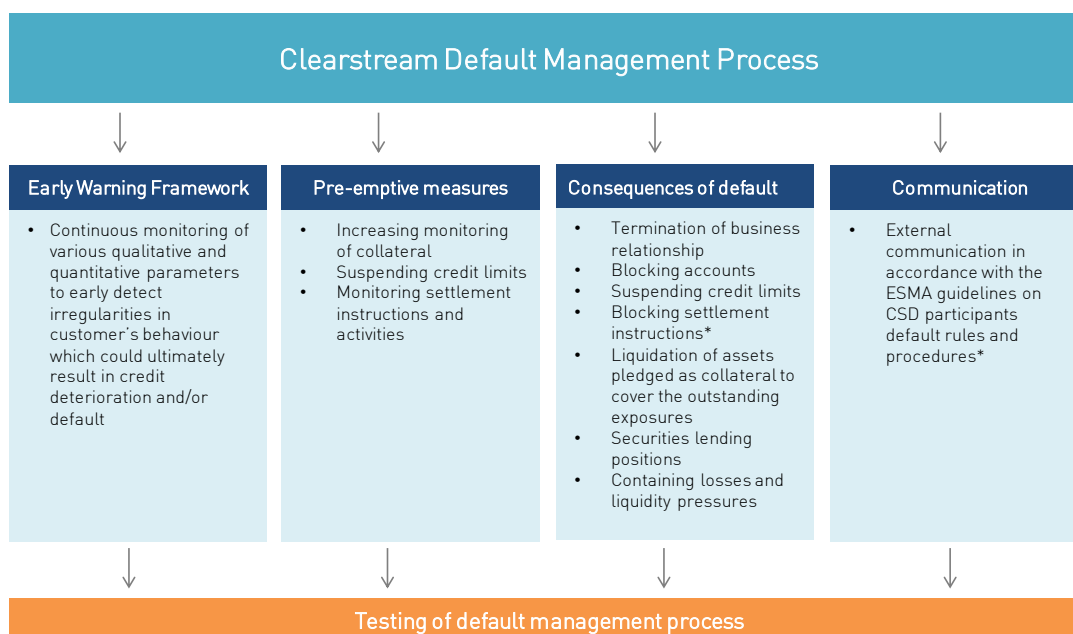 Clearstream Default Management Process
Early Warning Framework
• Continuous monitoring of
various qualitative and
quantitative parameters
to early detect
irregularities in
customer's behaviour
which could ultimately
result in credit
deterioration and/or
default
Pre-emptive measures
• Increasing monitoring
of collateral
• Suspending credit limits
• Monitoring settlement
instructions and
activities
Consequences of default
• Termination of business
relationship
• Blocking accounts
• Suspending credit limits
• Blocking settlement
instructions*
• Liquidation of assets
pledged as collateral to
cover the outstanding
exposures
• Securities lending
positions
• Containing losses and
liquidity pressures
Communication
• External
communication in
accordance with the
ESMA guidelines on
CSD participants
default rules and
procedures*
Testing of default management process